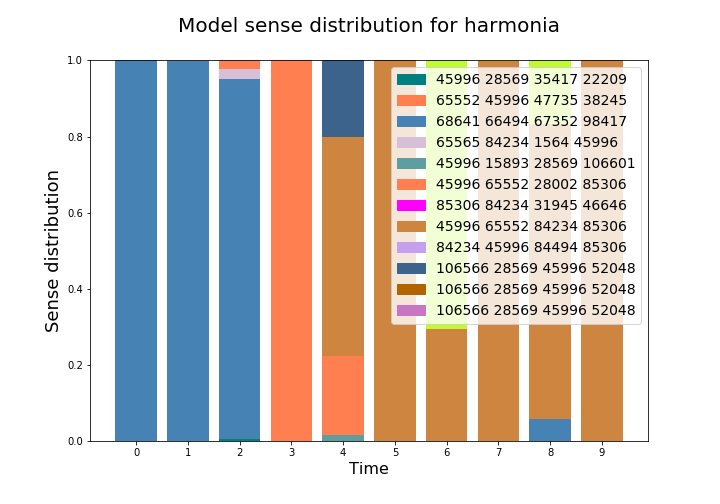 Model sense distribution for harmonia
Sense distribution
1.0
0.8
0.6
0.4
0.2
0.0
45996 28569 35417 22209
65552 45996 47735 38245
68641 66494 67352 98417
65565 84234 1564 45996
45996 15893 28569 106601
45996 65552 28002 85306
85306 84234 31945 46646
45996 65552 84234 85306
84234 45996 84494 85306
106566 28569 45996 52048
106566 28569 45996 52048
106566 28569 45996 52048
0 1 2 3 4 5 6 7 8 9
Time